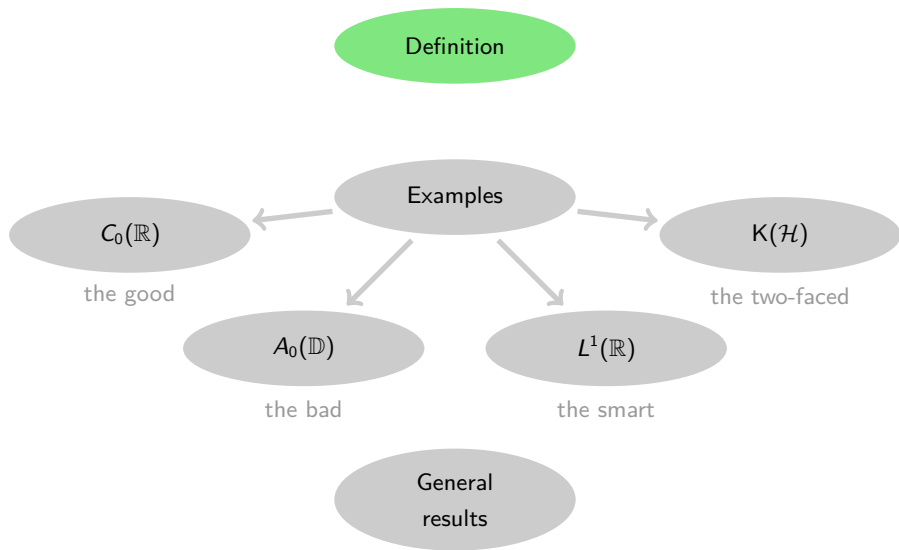 Definition
Examples
C₀(ℝ)
K(ℋ)
the good
the two-faced
A₀(𝔻)
L¹(ℝ)
the bad
the smart
General
results